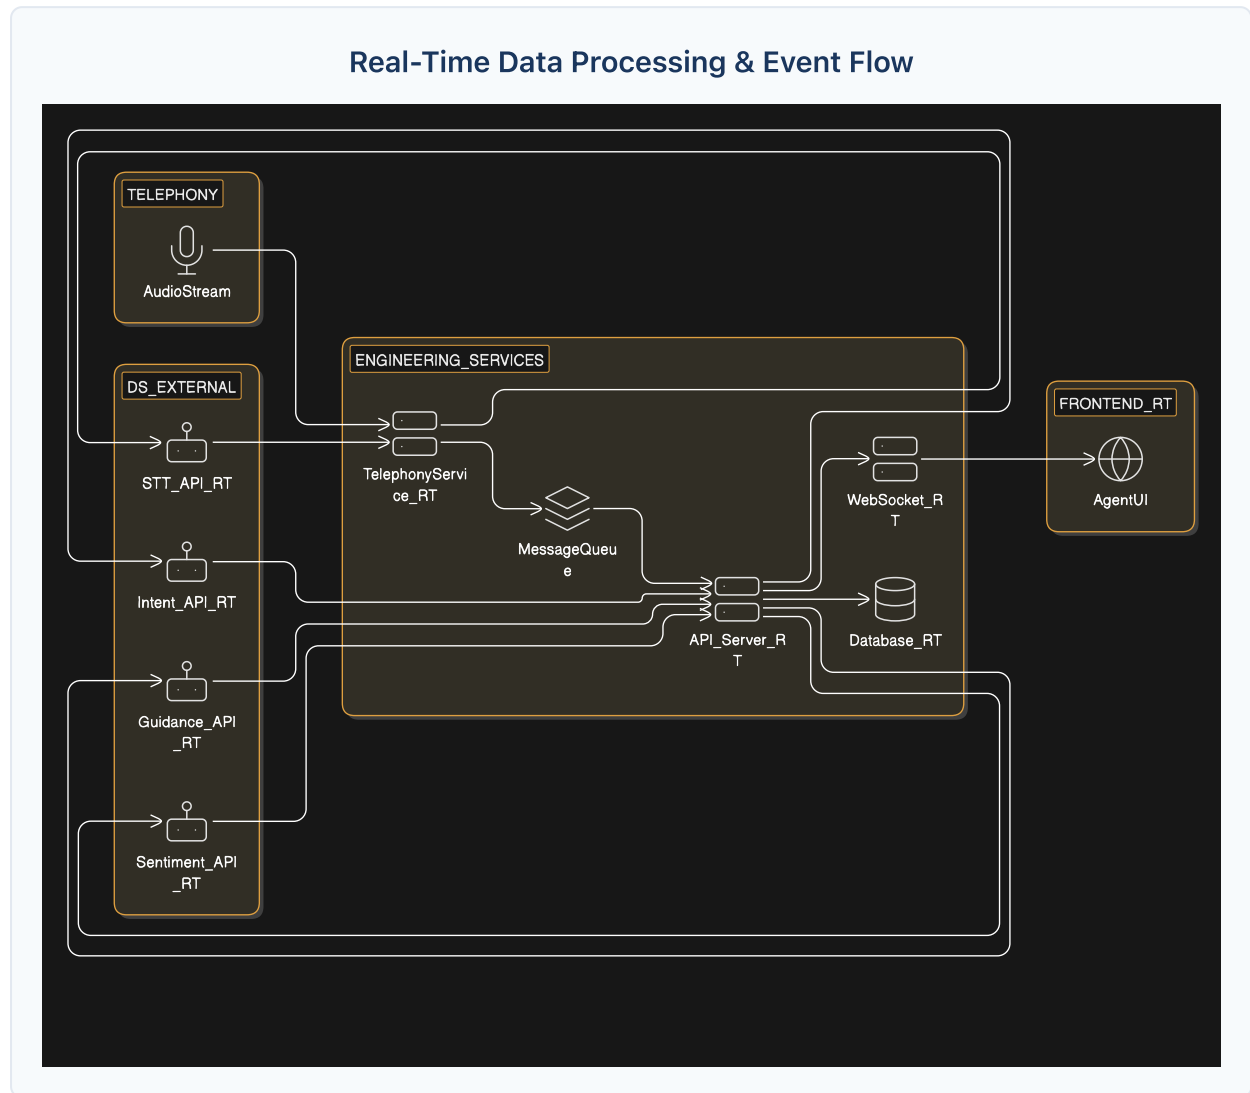 Real-Time Data Processing & Event Flow
TELEPHONY
AudioStream
DS_EXTERNAL
STT_API_RT
Intent_API_RT
Guidance_API
_RT
Sentiment_API
_RT
ENGINEERING_SERVICES
TelephonyServi
ce_RT
MessageQueu
e
API_Server_R
T
WebSocket_R
T
Database_RT
FRONTEND_RT
AgentUI